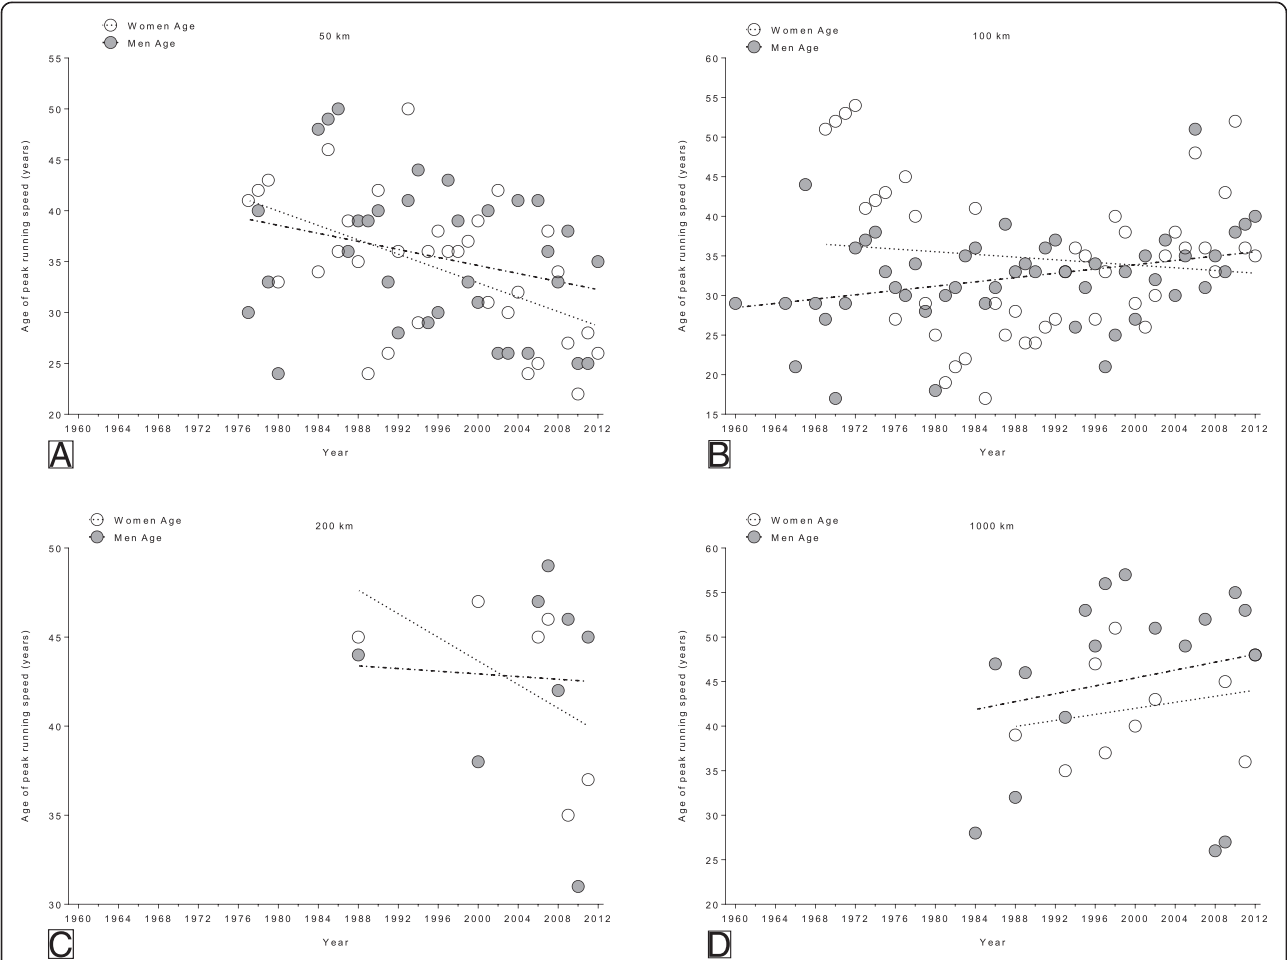 Women Age
Men Age
50 km
Age of peak running speed (years)
55
50
45
40
35
30
25
20
1960 1964 1968 1972 1976 1980 1984 1988 1992 1996 2000 2004 2008 2012
Year
A
Women Age
Men Age
100 km
Age of peak running speed (years)
60
55
50
45
40
35
30
25
20
15
1960 1964 1968 1972 1976 1980 1984 1988 1992 1996 2000 2004 2008 2012
Year
B
Women Age
Men Age
200 km
Age of peak running speed (years)
50
45
40
35
30
1960 1964 1968 1972 1976 1980 1984 1988 1992 1996 2000 2004 2008 2012
Year
C
Women Age
Men Age
1000 km
Age of peak running speed (years)
60
55
50
45
40
35
30
25
20
1960 1964 1968 1972 1976 1980 1984 1988 1992 1996 2000 2004 2008 2012
Year
D